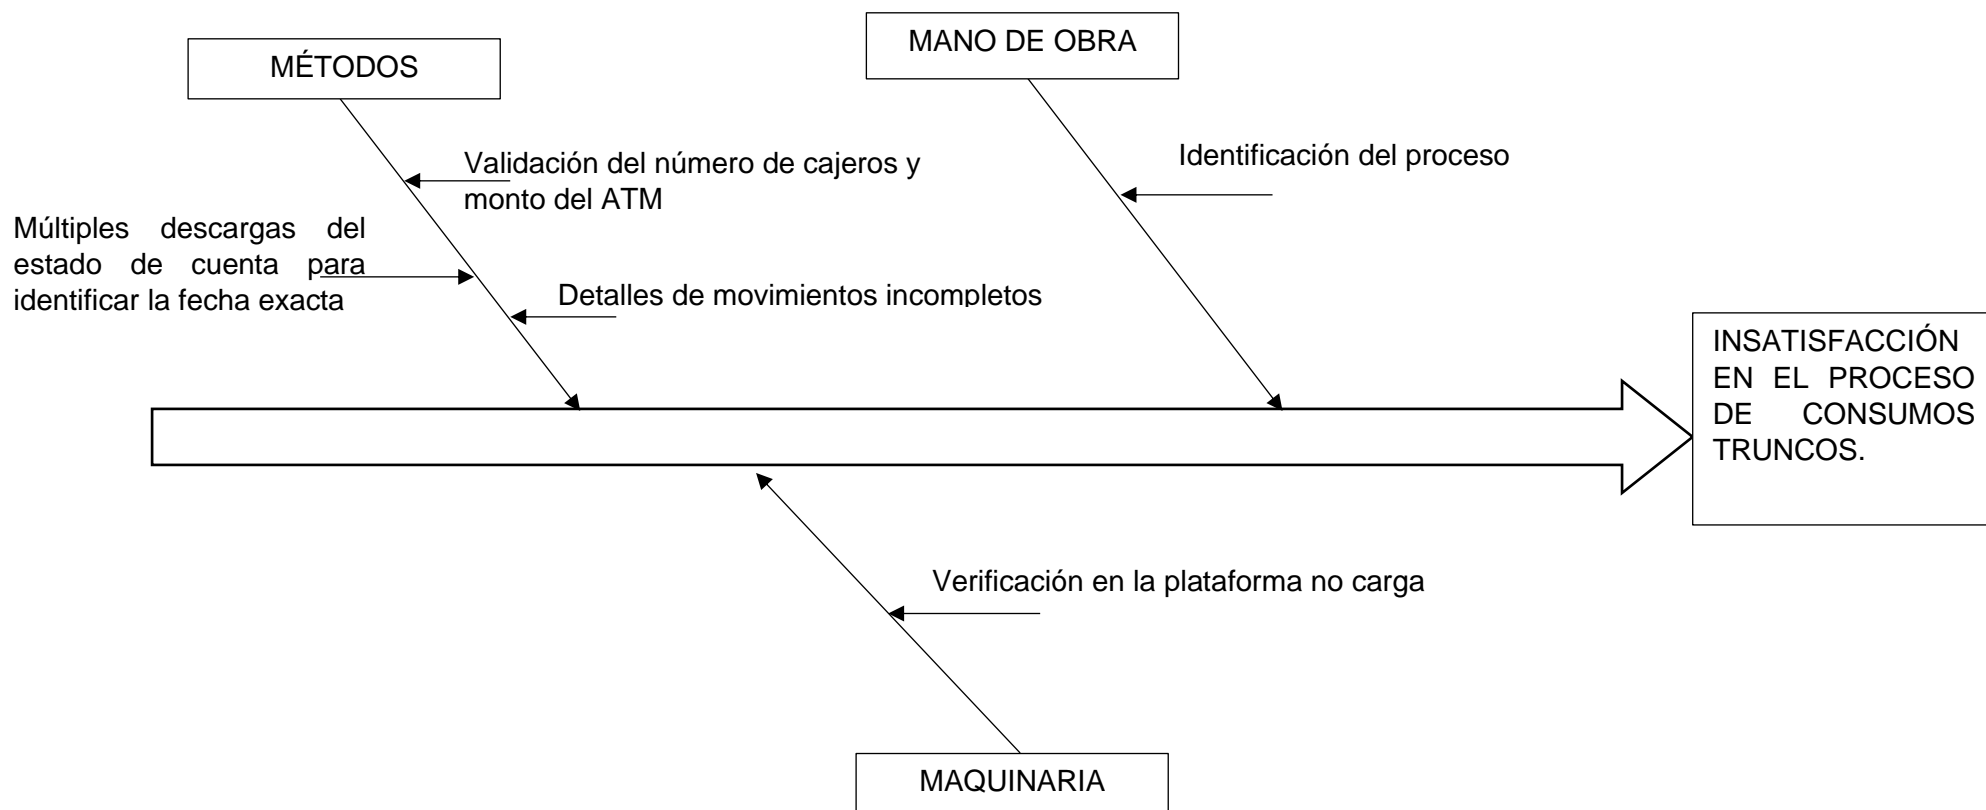 MÉTODOS
MANO DE OBRA
Validación del número de cajeros y
monto del ATM
Identificación del proceso
Múltiples descargas del
estado de cuenta para
identificar la fecha exacta
Detalles de movimientos incompletos
INSATISFACCIÓN
EN EL PROCESO
DE CONSUMOS
TRUNCOS.
Verificación en la plataforma no carga
MAQUINARIA